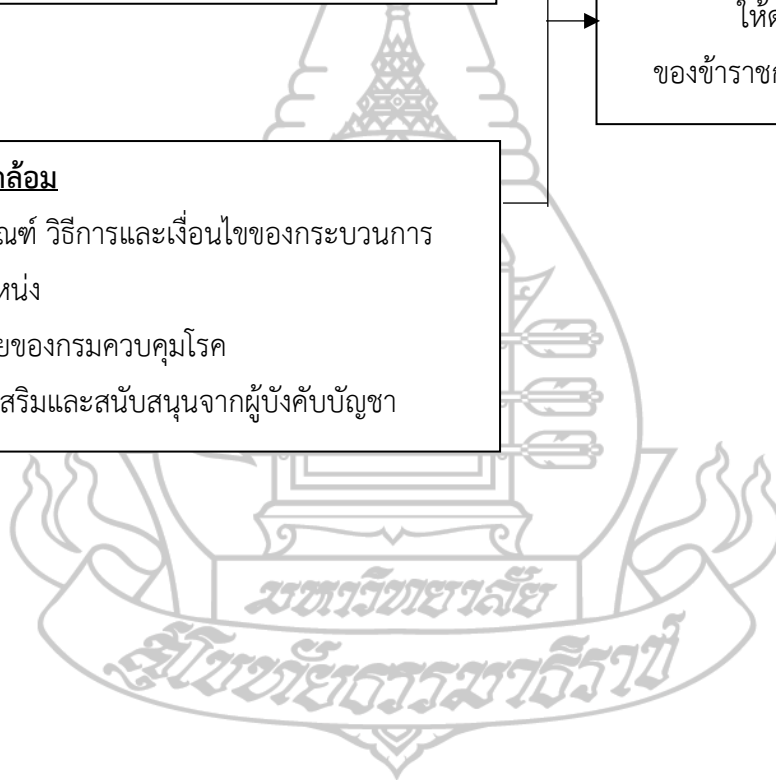 ให้ด
ของข้าราชก
ล้อม
ณฑ์ วิธีการและเงื่อนไขของกระบวนการ
หน่ง
ยของกรมควบคุมโรค
เสริมและสนับสนุนจากผู้บังคับบัญชา
มหาวิทยาลัย
สุโขทัยธรรมาธิราช